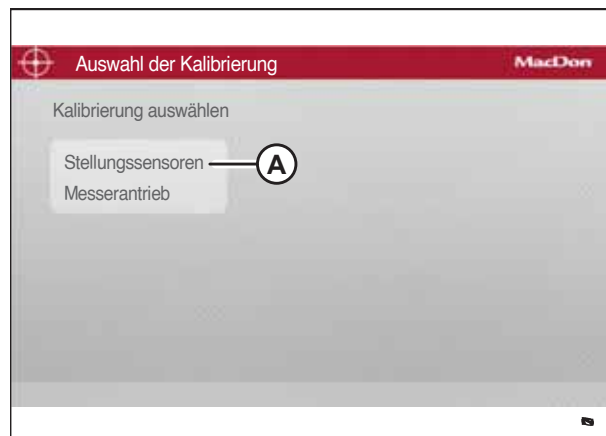 Auswahl der Kalibrierung MacDon
Kalibrierung auswählen
Stellungssensoren A
Messerantrieb